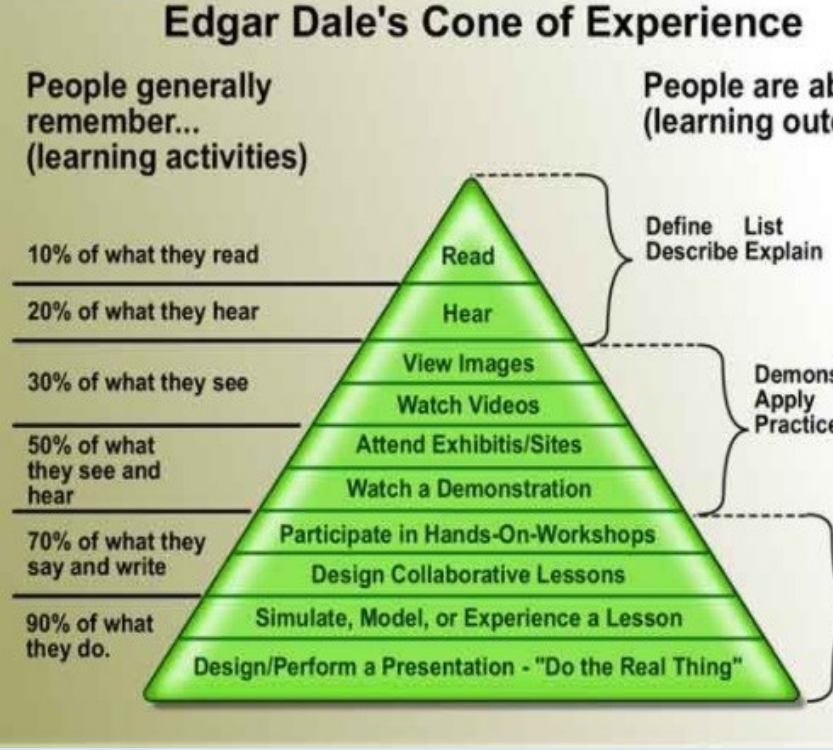 Edgar Dale's Cone of Experience
People generally
remember...
(learning activities)
People are
(learning
10% of what they read
20% of what they hear
30% of what they see
50% of what
they see and
hear
70% of what they
say and write
90% of what
they do.
Read
Hear
View Images
Watch Videos
Attend Exhibitis/Sites
Watch a Demonstration
Participate in Hands-On-Workshops
Design Collaborative Lessons
Simulate, Model, or Experience a Lesson
Design/Perform a Presentation - "Do the Real Thing"
Define List
Describe Explain
Apply
Practice